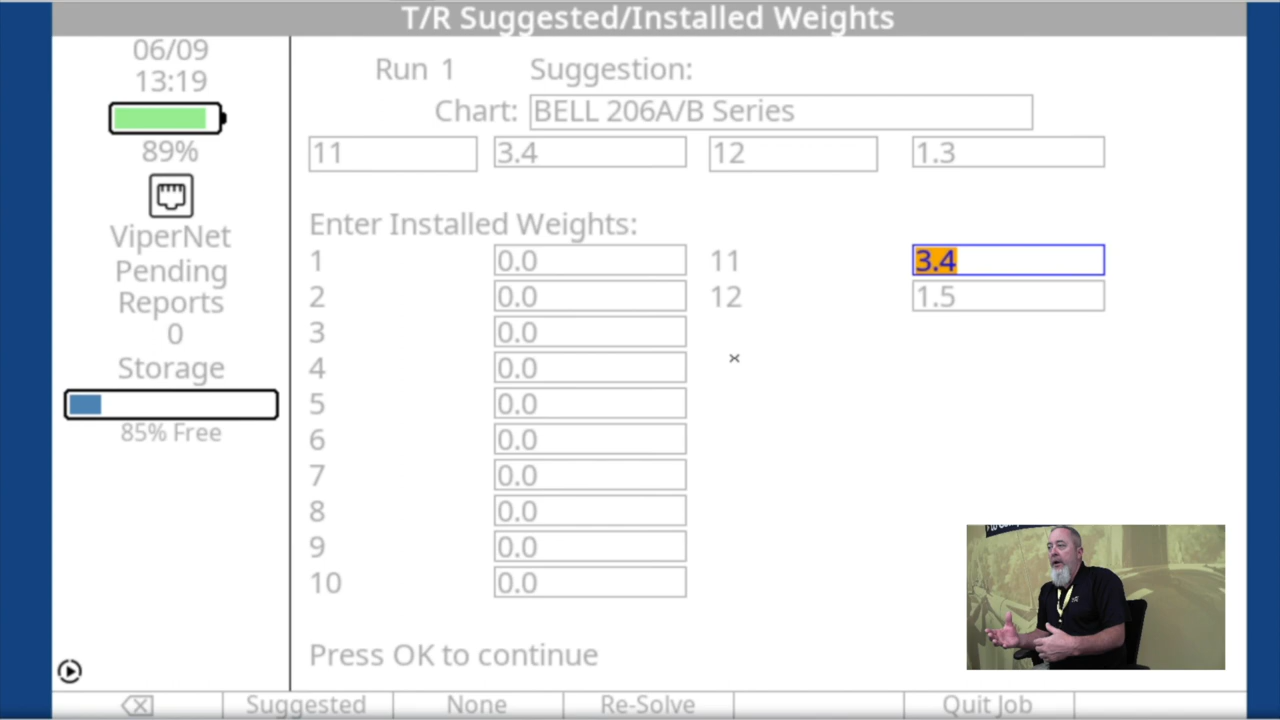 T/R Suggested/Installed Weights
06/09
13:19
89%
ViperNet
Pending
Reports
0
Storage
85% Free
Run 1 Suggestion:
Chart: BELL 206A/B Series
11 3.4 12 1.3
Enter Installed Weights:
1 0.0 11 3.4
2 0.0 12 1.5
3 0.0
4 0.0
5 0.0
6 0.0
7 0.0
8 0.0
9 0.0
10 0.0
Press OK to continue
Suggested None Re-Solve Quit Job